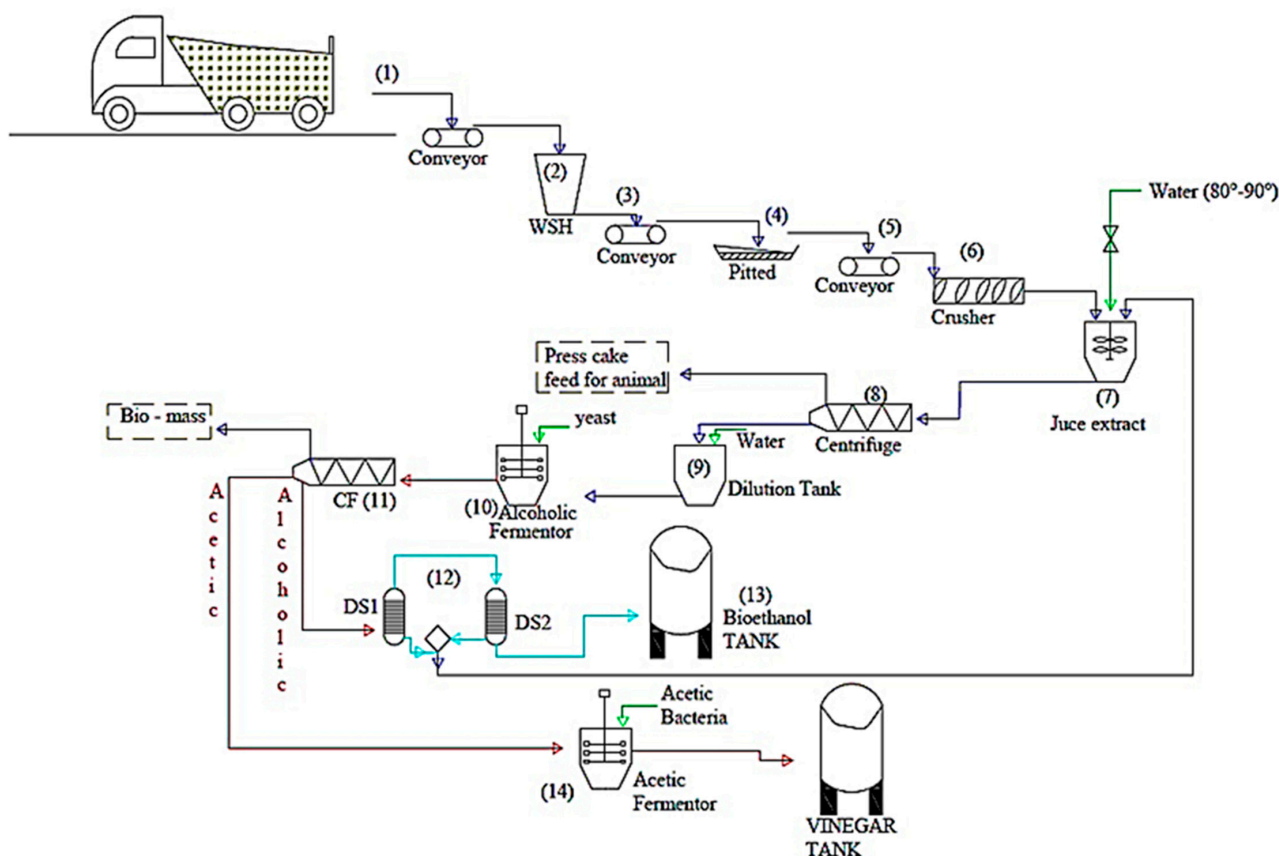 (1)
Conveyor
(2)
WSH
(3)
Conveyor
(4)
Pitted
(5)
Conveyor
(6)
Crusher
Water (80°-90°)
(7)
Juce extract
Press cake
feed for animal
(8)
Centrifuge
Water
(9)
Dilution Tank
yeast
(10)
Alcoholic
Fermentor
Bio - mass
CF (11)
Acetic
Alcoholic
DS1
(12)
DS2
(13)
Bioethanol
TANK
Acetic
Bacteria
(14)
Acetic
Fermentor
VINEGAR
TANK